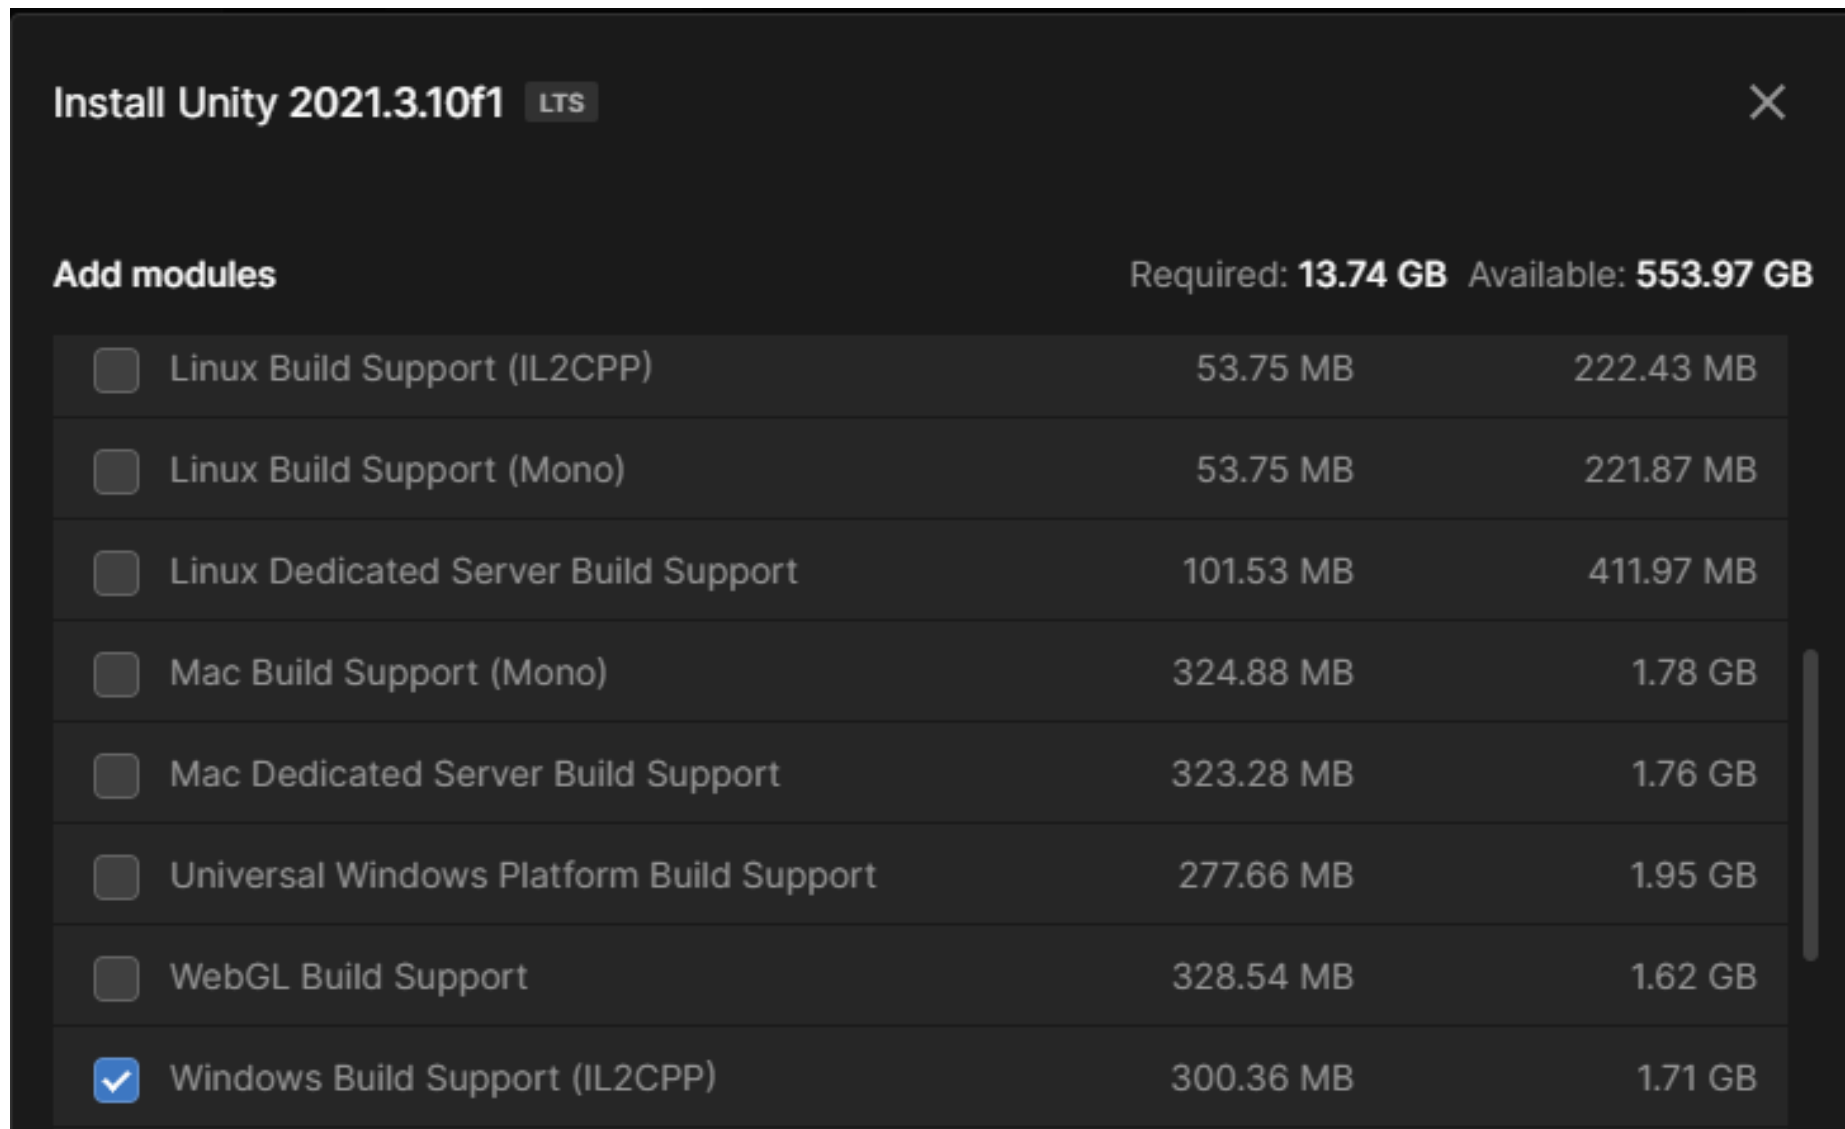 Install Unity 2021.3.10f1 LTS
Add modules Required: 13.74 GB Available: 553.97 GB
Linux Build Support (IL2CPP) 53.75 MB 222.43 MB
Linux Build Support (Mono) 53.75 MB 221.87 MB
Linux Dedicated Server Build Support 101.53 MB 411.97 MB
Mac Build Support (Mono) 324.88 MB 1.78 GB
Mac Dedicated Server Build Support 323.28 MB 1.76 GB
Universal Windows Platform Build Support 277.66 MB 1.95 GB
WebGL Build Support 328.54 MB 1.62 GB
Windows Build Support (IL2CPP) 300.36 MB 1.71 GB